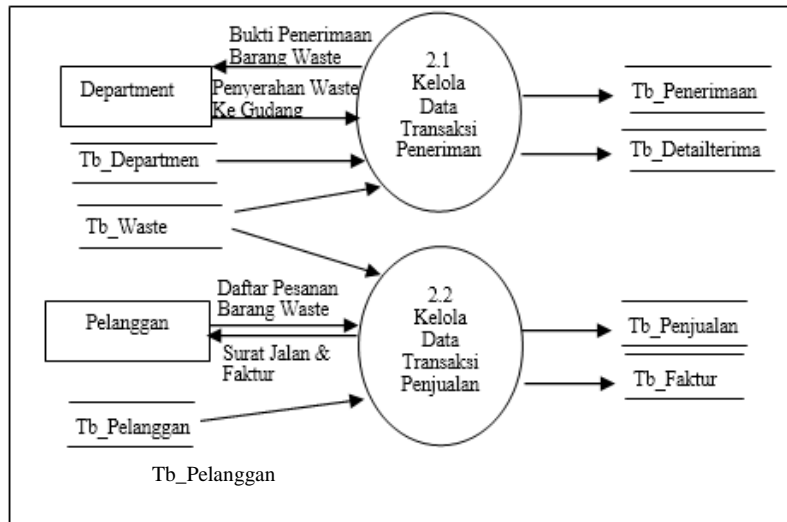 Bukti Penerimaan
Barang Waste
Department
Penyerahan Waste
Ke Gudang
Tb_Departmen
Tb_Waste
2.1
Kelola
Data
Transaksi
Peneriman
Tb_Penerimaan
Tb_Detailterima
Daftar Pesanan
Barang Waste
Pelanggan
Surat Jalan &
Faktur
Tb_Pelanggan
Tb_Pelanggan
2.2
Kelola
Data
Transaksi
Penjualan
Tb_Penjualan
Tb_Faktur